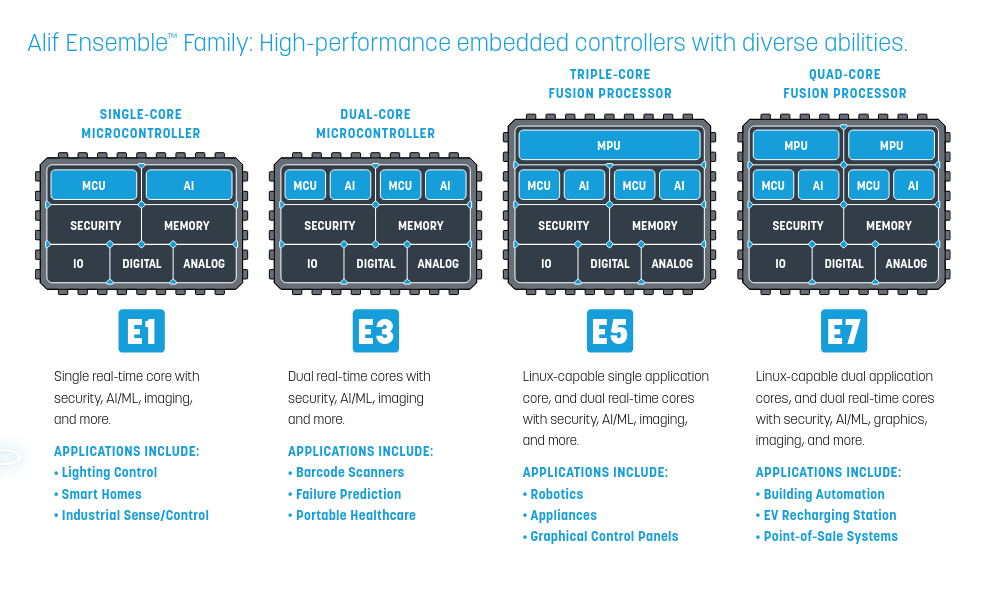 Alif Ensemble™ Family: High-performance embedded controllers with diverse abilities.
SINGLE-CORE
MICROCONTROLLER
MCU AI
SECURITY MEMORY
IO DIGITAL ANALOG
E1
Single real-time core with
security, AI/ML, imaging,
and more.
APPLICATIONS INCLUDE:
• Lighting Control
• Smart Homes
• Industrial Sense/Control
DUAL-CORE
MICROCONTROLLER
MCU AI MCU AI
SECURITY MEMORY
IO DIGITAL ANALOG
E3
Dual real-time cores with
security, AI/ML, imaging
and more.
APPLICATIONS INCLUDE:
• Barcode Scanners
• Failure Prediction
• Portable Healthcare
TRIPLE-CORE
FUSION PROCESSOR
MPU
MCU AI MCU AI
SECURITY MEMORY
IO DIGITAL ANALOG
E5
Linux-capable single application
core, and dual real-time cores
with security, AI/ML, imaging,
and more.
APPLICATIONS INCLUDE:
• Robotics
• Appliances
• Graphical Control Panels
QUAD-CORE
FUSION PROCESSOR
MPU MPU
MCU AI MCU AI
SECURITY MEMORY
IO DIGITAL ANALOG
E7
Linux-capable dual application
cores, and dual real-time cores
with security, AI/ML, graphics,
imaging, and more.
APPLICATIONS INCLUDE:
• Building Automation
• EV Recharging Station
• Point-of-Sale Systems